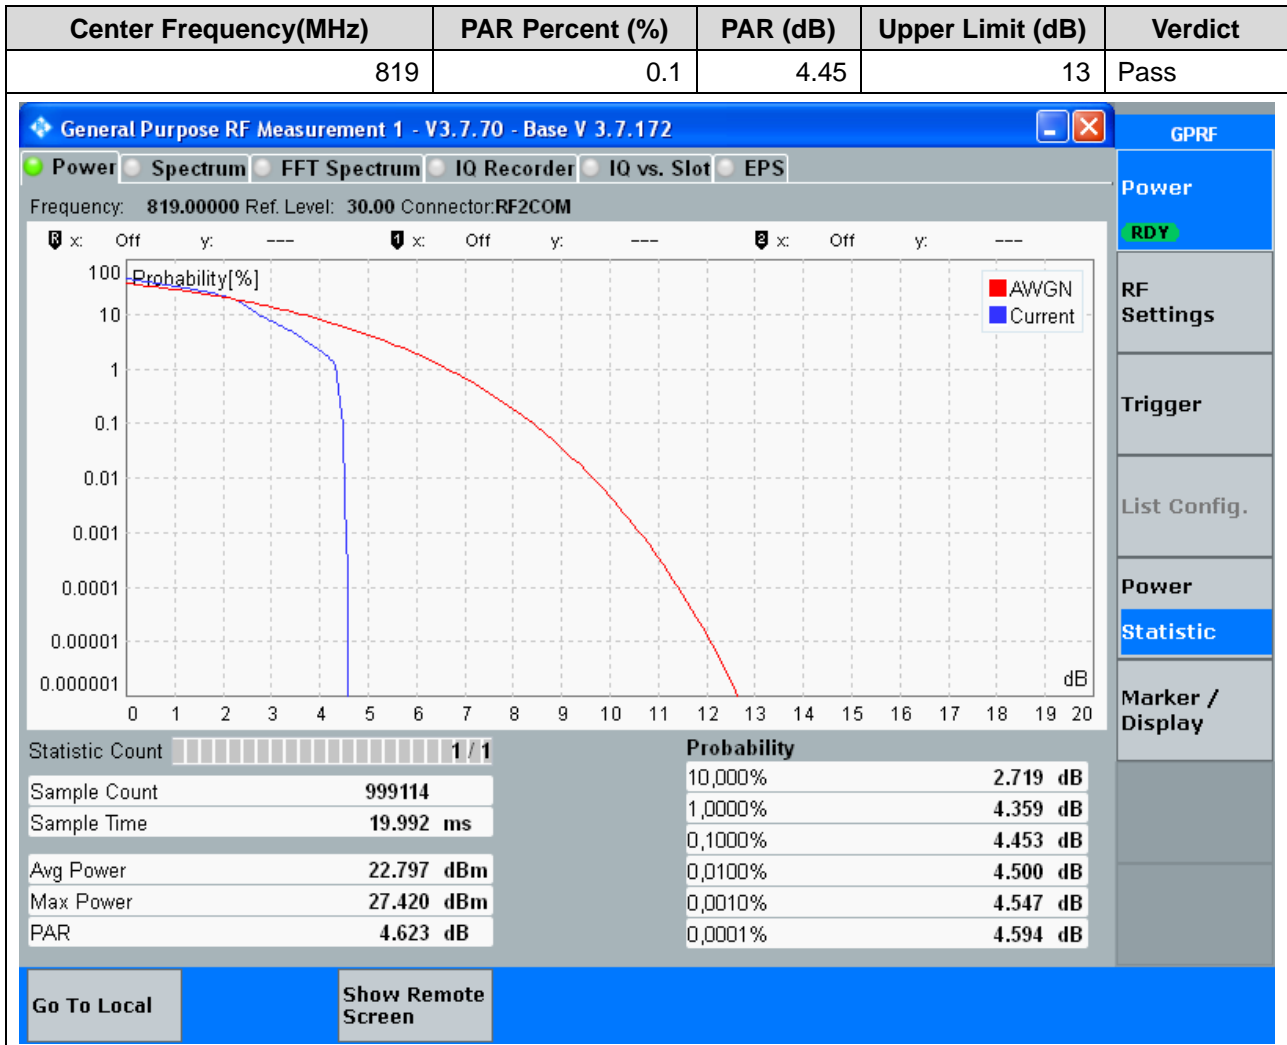 Center Frequency(MHz) PAR Percent (%) PAR (dB) Upper Limit (dB) Verdict
819 0.1 4.45 13 Pass
General Purpose RF Measurement 1 - V3.7.70 - Base V 3.7.172
GPRF
Power Spectrum FFT Spectrum IQ Recorder IQ vs. Slot EPS
Frequency: 819.00000 Ref. Level: 30.00 Connector:RF2COM
R x: Off y: --- 1 x: Off y: --- 2 x: Off y: ---
Probability[%]
AWGN
Current
100
10
1
0.1
0.01
0.001
0.0001
0.00001
0.000001
dB
0 1 2 3 4 5 6 7 8 9 10 11 12 13 14 15 16 17 18 19 20
Statistic Count 1 / 1
Sample Count 999114
Sample Time 19.992 ms
Avg Power 22.797 dBm
Max Power 27.420 dBm
PAR 4.623 dB
Probability
10,000% 2.719 dB
1,0000% 4.359 dB
0,1000% 4.453 dB
0,0100% 4.500 dB
0,0010% 4.547 dB
0,0001% 4.594 dB
Power
RDY
RF
Settings
Trigger
List Config.
Power
Statistic
Marker /
Display
Go To Local
Show Remote
Screen